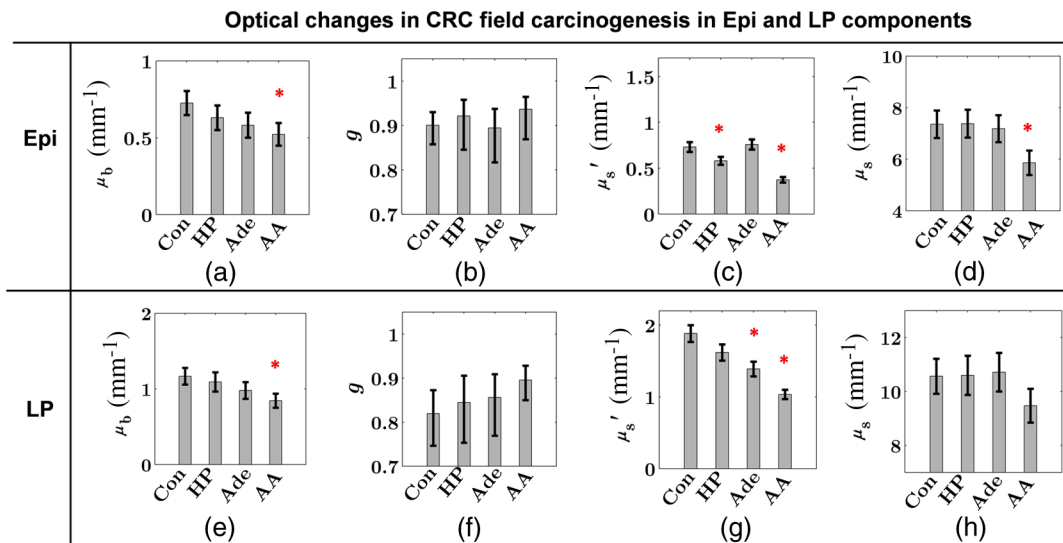 Optical changes in CRC field carcinogenesis in Epi and LP components
Epi
μb (mm-1)
1
0.5
0
*
Con HP Ade AA
(a)
g
1
0.9
0.8
0.7
Con HP Ade AA
(b)
μs′ (mm-1)
1.5
1
0.5
0
* *
Con HP Ade AA
(c)
μs (mm-1)
10
8
6
4
*
Con HP Ade AA
(d)
LP
μb (mm-1)
2
1
0
*
Con HP Ade AA
(e)
g
1
0.9
0.8
0.7
Con HP Ade AA
(f)
μs′ (mm-1)
2
1
0
* *
Con HP Ade AA
(g)
μs (mm-1)
12
10
8
Con HP Ade AA
(h)